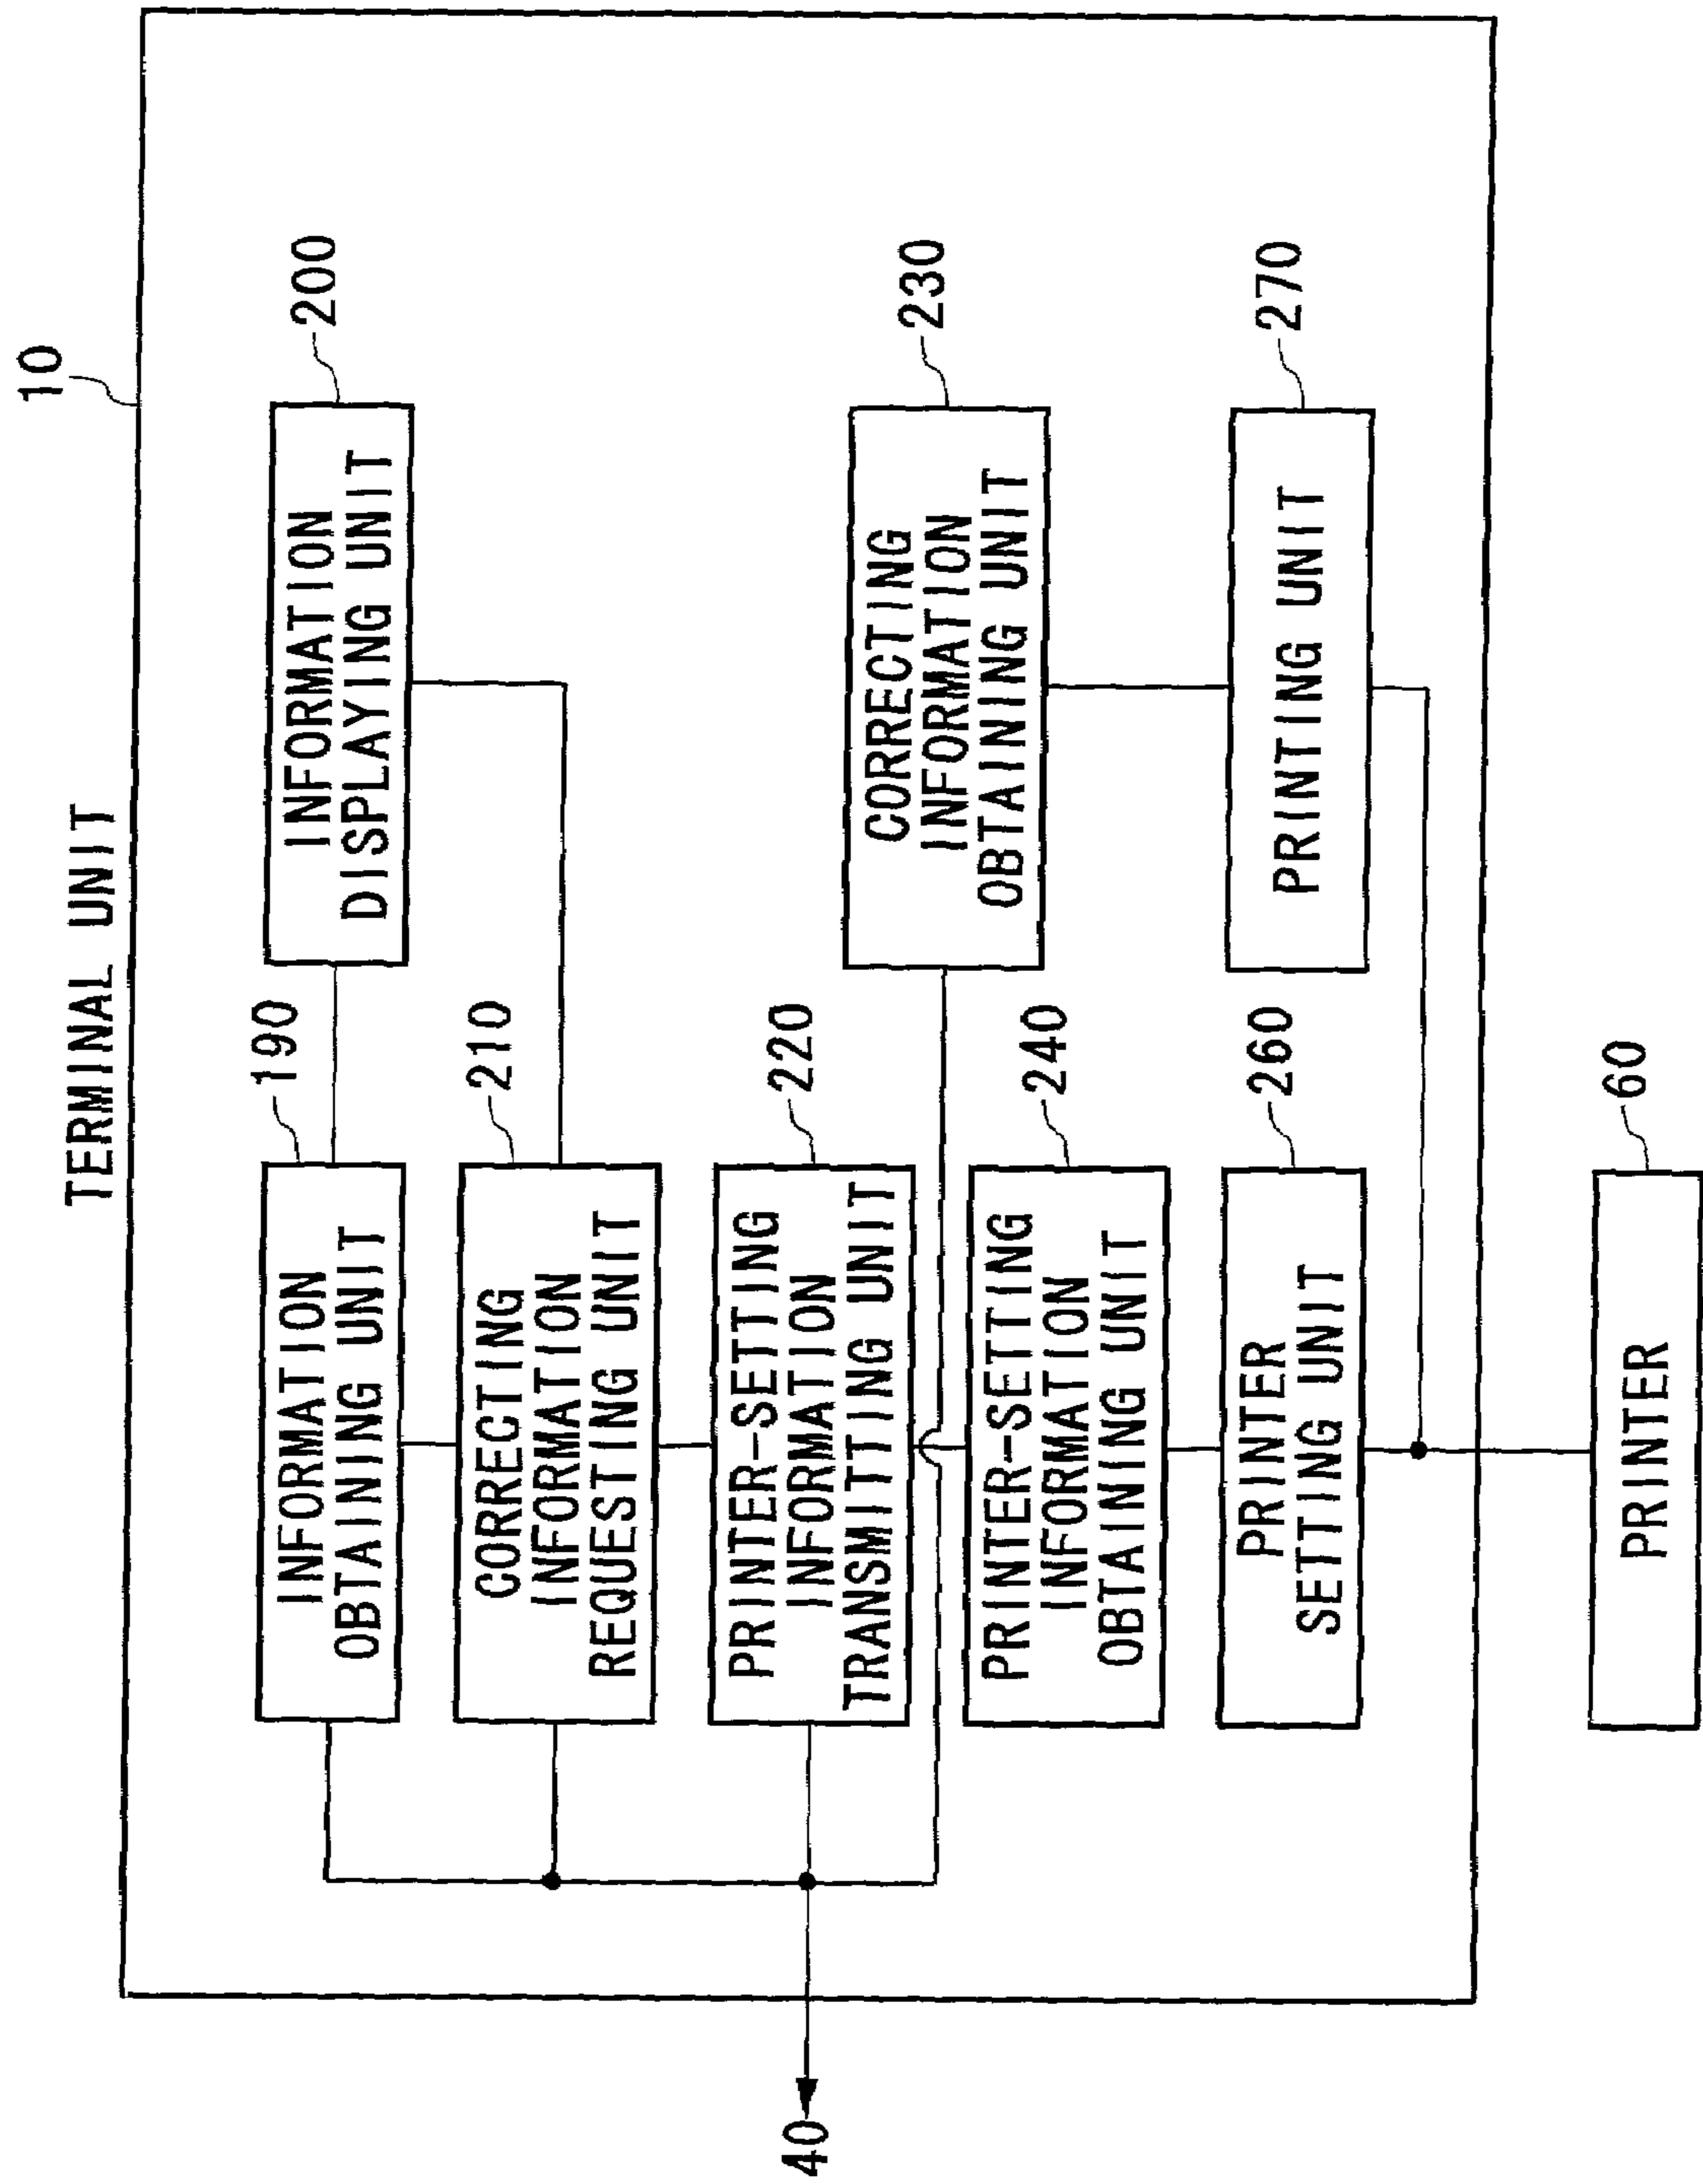 TERMINAL UNIT
10
190
200
INFORMATION
OBTAINING UNIT
INFORMATION
DISPLAYING UNIT
210
CORRECTING
INFORMATION
REQUESTING UNIT
220
PRINTER-SETTING
INFORMATION
TRANSMITTING UNIT
40
230
CORRECTING
INFORMATION
OBTAINING UNIT
240
PRINTER-SETTING
INFORMATION
OBTAINING UNIT
260
270
PRINTER
SETTING UNIT
PRINTING UNIT
60
PRINTER